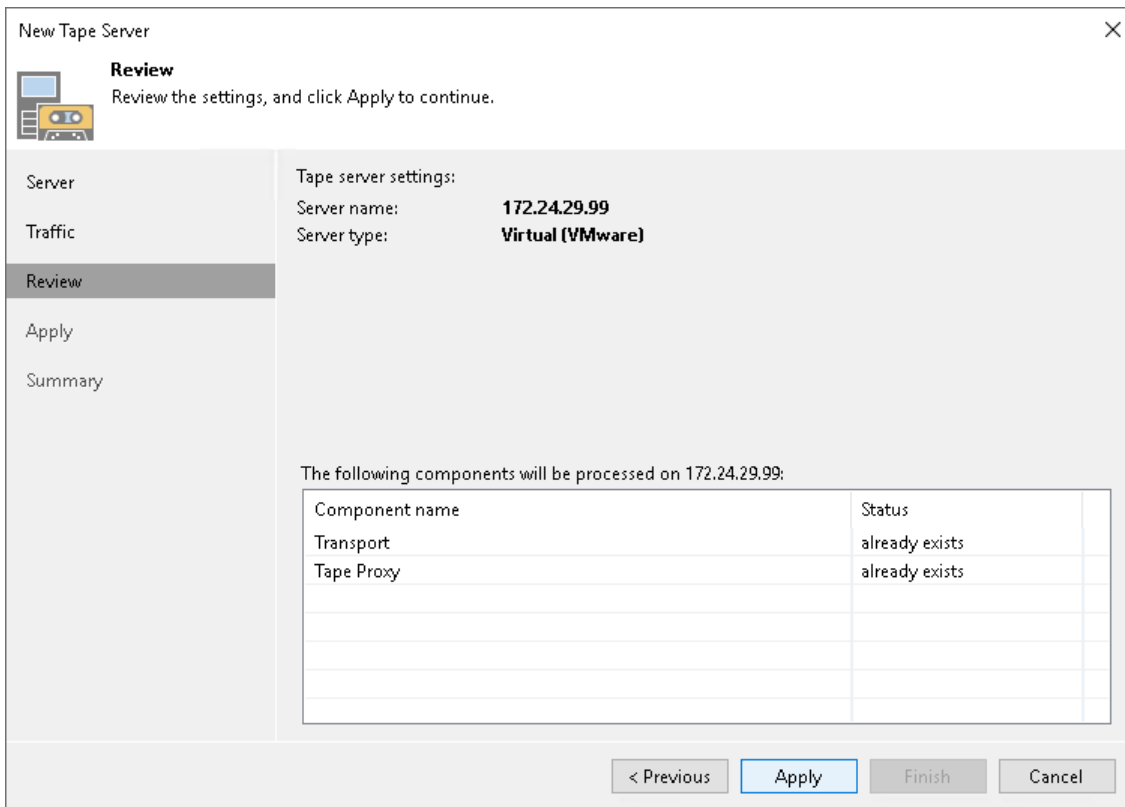 New Tape Server
Review
Review the settings, and click Apply to continue.
Server
Traffic
Review
Apply
Summary
Tape server settings:
Server name: 172.24.29.99
Server type: Virtual (VMware)
The following components will be processed on 172.24.29.99:
Component name Status
Transport already exists
Tape Proxy already exists
< Previous Apply Finish Cancel